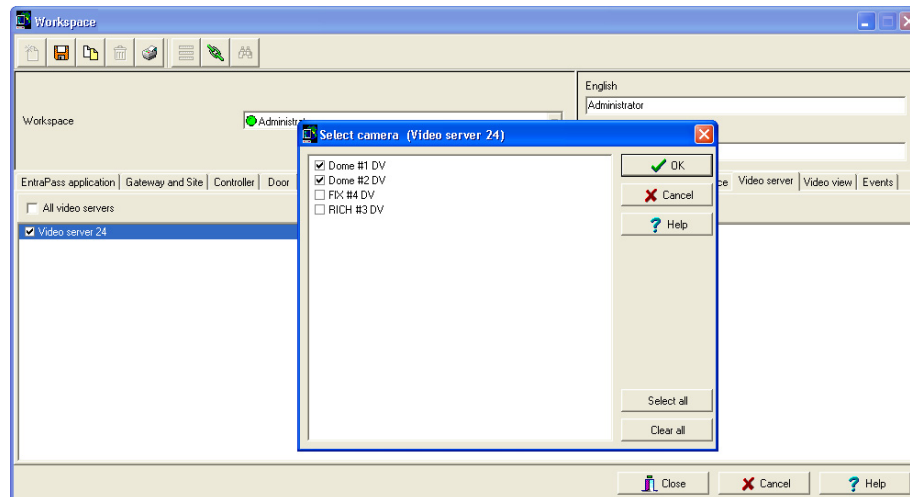 Workspace
English
Administrator
Workspace
Select camera (Video server 24)
Dome #1 DV
Dome #2 DV
FIX #4 DV
RICH #3 DV
OK
Cancel
Help
Select all
Clear all
EntraPass application Gateway and Site Controller Door Video server Video view Events
All video servers
Video server 24
Close Cancel Help